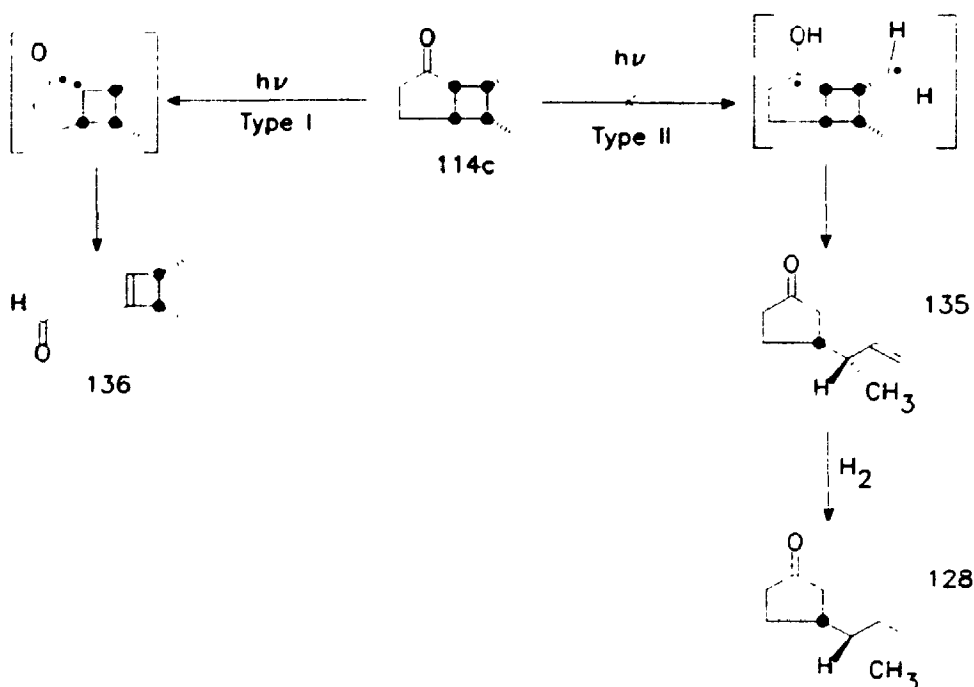 O
OH
H
O
hν
hν
H
Type I
Type II
114c
O
135
H
O
136
H
CH3
H2
O
128
H
CH3